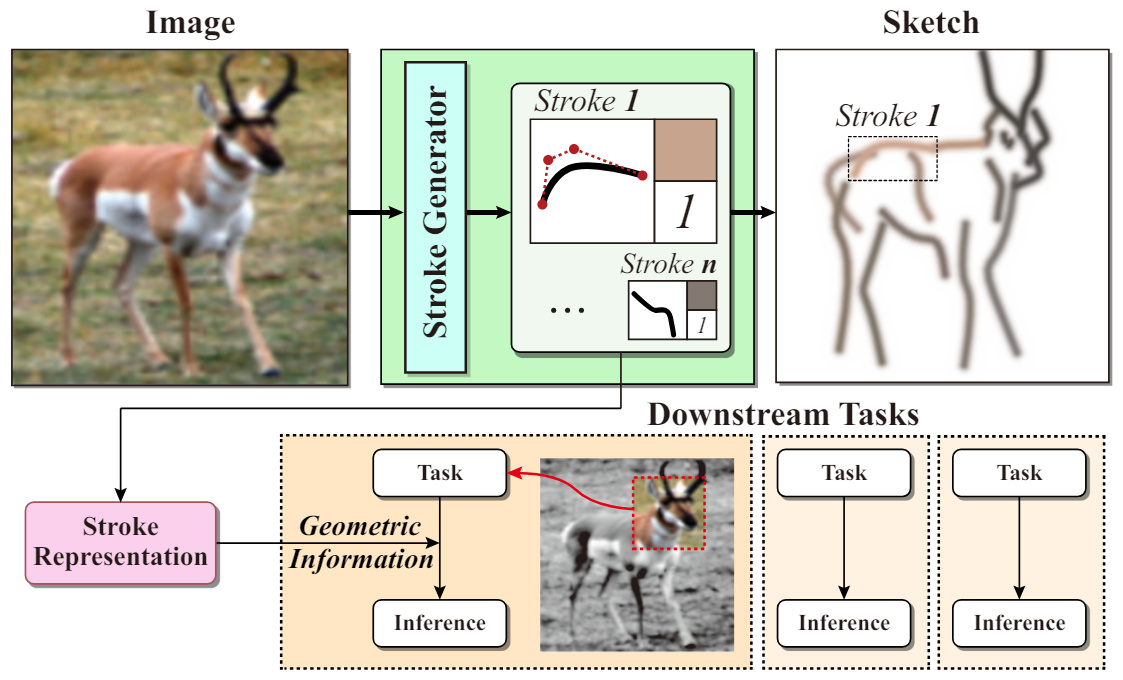 Image
Sketch
Stroke Generator
Stroke 1
1
Stroke n
...
1
Stroke 1
Downstream Tasks
Stroke
Representation
Geometric
Information
Task
Inference
Task
Inference
Task
Inference